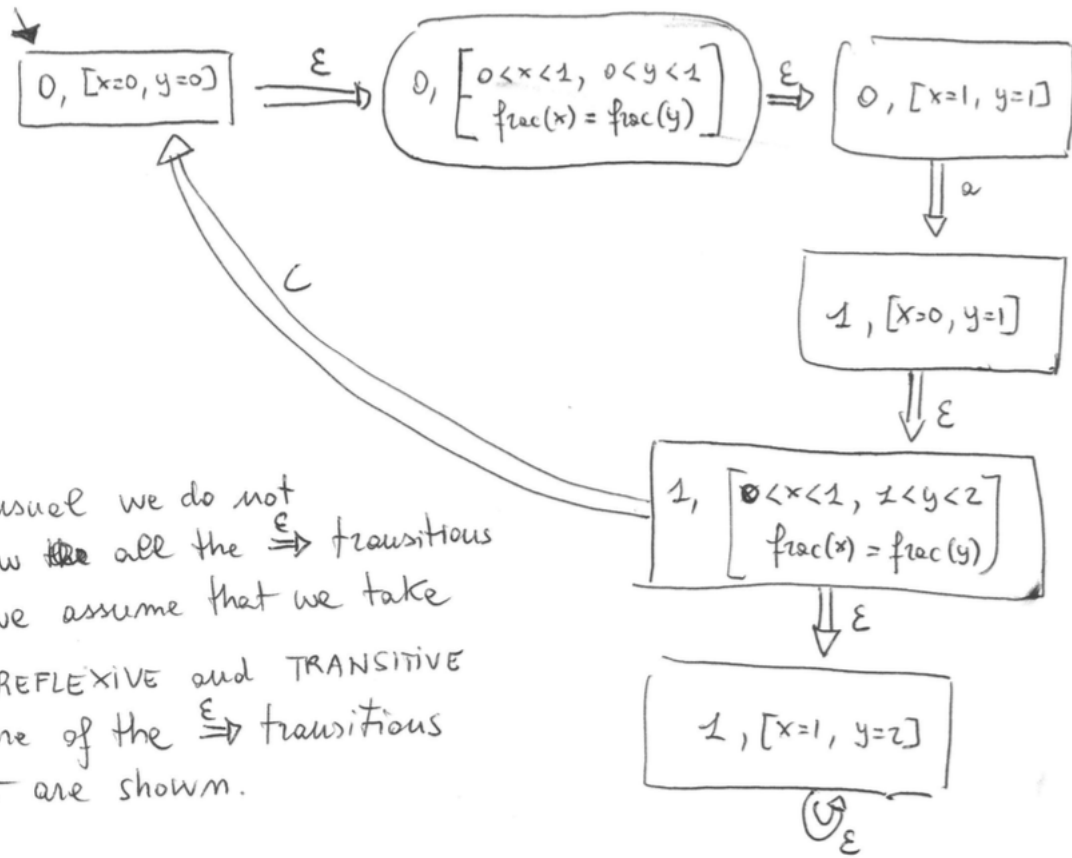 0, [x=0, y=0]
ε
0, [0<x<1, 0<y<1
frac(x) = frac(y)]
ε
0, [x=1, y=1]
a
1, [x=0, y=1]
C
ε
1, [0<x<1, 1<y<2
frac(x) = frac(y)]
usual we do not
all the ε⇒ transitions
we assume that we take
REFLEXIVE and TRANSITIVE
of the ε⇒ transitions
are shown.
ε
1, [x=1, y=2]
ε